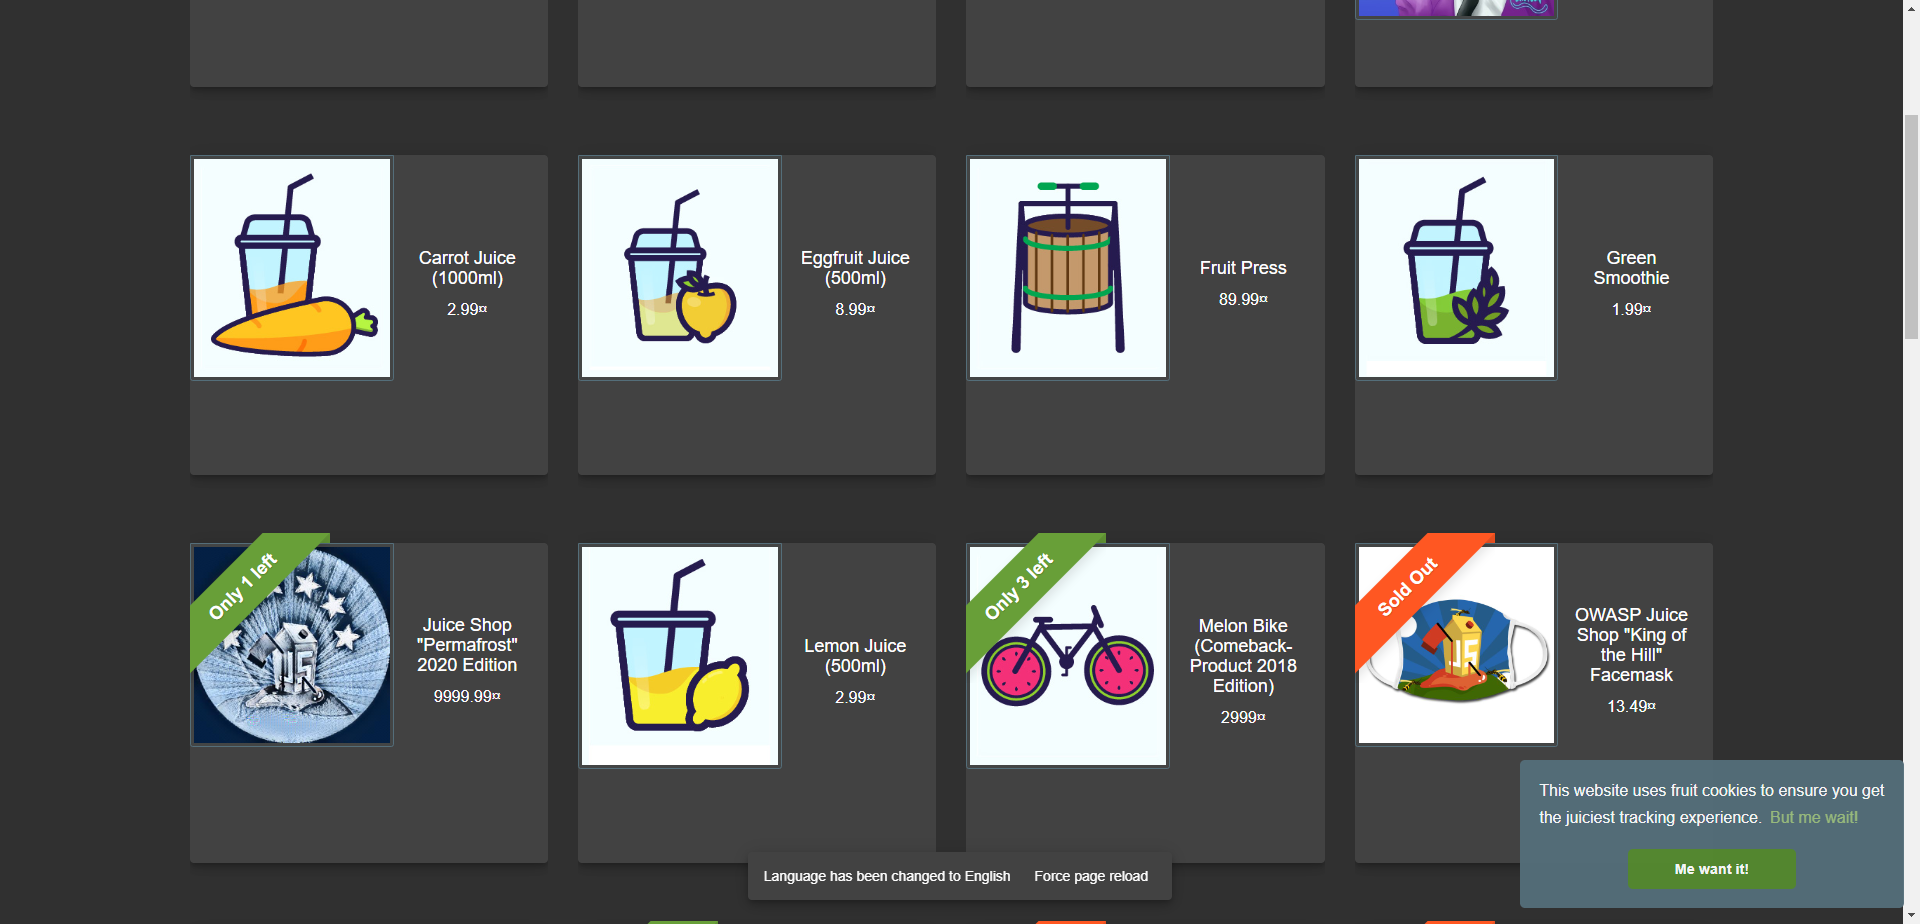 Carrot Juice
(1000ml)
2.99¤
Eggfruit Juice
(500ml)
8.99¤
Fruit Press
89.99¤
Green
Smoothie
1.99¤
Only 1 left
Juice Shop
"Permafrost"
2020 Edition
9999.99¤
Lemon Juice
(500ml)
2.99¤
Only 3 left
Melon Bike
(Comeback-
Product 2018
Edition)
2999¤
Sold Out
JS
OWASP Juice
Shop "King of
the Hill"
Facemask
13.49¤
This website uses fruit cookies to ensure you get
the juiciest tracking experience. But me wait!
Me want it!
Language has been changed to English Force page reload